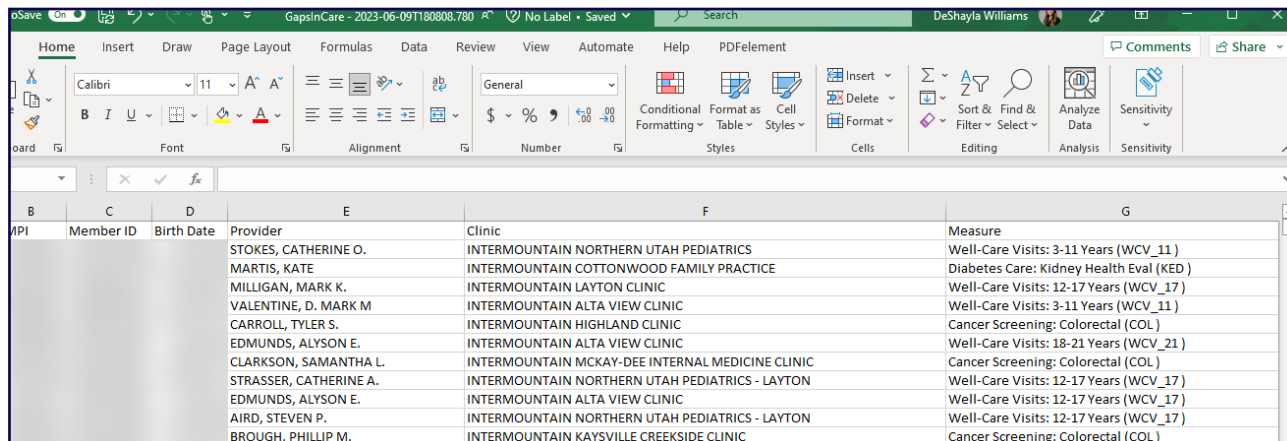 oSave On GapsInCare - 2023-06-09T180808.780 No Label • Saved Search DeShayla Williams
Home Insert Draw Page Layout Formulas Data Review View Automate Help PDFelement Comments Share
Calibri 11 A^ Aˇ ab General Insert Σ
Conditional Formatting Format as Table Cell Styles Delete Sort & Filter Find & Select Analyze Data Sensitivity
B I U A $ % 9 Format
oard Font Alignment Number Styles Cells Editing Analysis Sensitivity
fx
B C D E F G
MPI Member ID Birth Date Provider Clinic Measure
STOKES, CATHERINE O. INTERMOUNTAIN NORTHERN UTAH PEDIATRICS Well-Care Visits: 3-11 Years (WCV_11 )
MARTIS, KATE INTERMOUNTAIN COTTONWOOD FAMILY PRACTICE Diabetes Care: Kidney Health Eval (KED )
MILLIGAN, MARK K. INTERMOUNTAIN LAYTON CLINIC Well-Care Visits: 12-17 Years (WCV_17 )
VALENTINE, D. MARK M INTERMOUNTAIN ALTA VIEW CLINIC Well-Care Visits: 3-11 Years (WCV_11 )
CARROLL, TYLER S. INTERMOUNTAIN HIGHLAND CLINIC Cancer Screening: Colorectal (COL )
EDMUNDS, ALYSON E. INTERMOUNTAIN ALTA VIEW CLINIC Well-Care Visits: 18-21 Years (WCV_21 )
CLARKSON, SAMANTHA L. INTERMOUNTAIN MCKAY-DEE INTERNAL MEDICINE CLINIC Cancer Screening: Colorectal (COL )
STRASSER, CATHERINE A. INTERMOUNTAIN NORTHERN UTAH PEDIATRICS - LAYTON Well-Care Visits: 12-17 Years (WCV_17 )
EDMUNDS, ALYSON E. INTERMOUNTAIN ALTA VIEW CLINIC Well-Care Visits: 12-17 Years (WCV_17 )
AIRD, STEVEN P. INTERMOUNTAIN NORTHERN UTAH PEDIATRICS - LAYTON Well-Care Visits: 12-17 Years (WCV_17 )
BROUGH, PHILLIP M. INTERMOUNTAIN KAYSVILLE CREEKSIDE CLINIC Cancer Screening: Colorectal (COL )